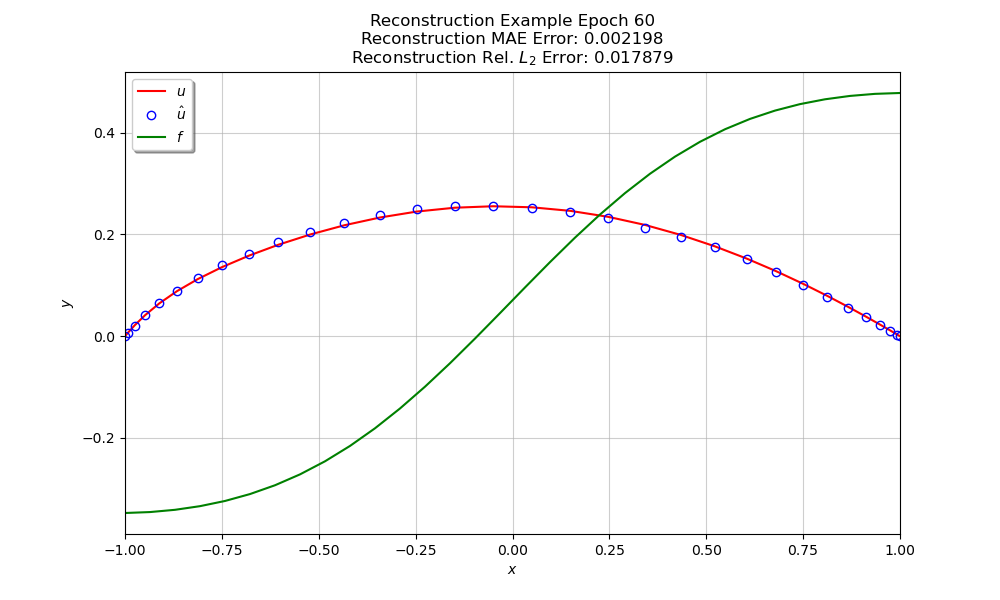 Reconstruction Example Epoch 60
Reconstruction MAE Error: 0.002198
Reconstruction Rel. $L_2$ Error: 0.017879
u
û
f
0.4
0.2
0.0
−0.2
y
−1.00 −0.75 −0.50 −0.25 0.00 0.25 0.50 0.75 1.00
x